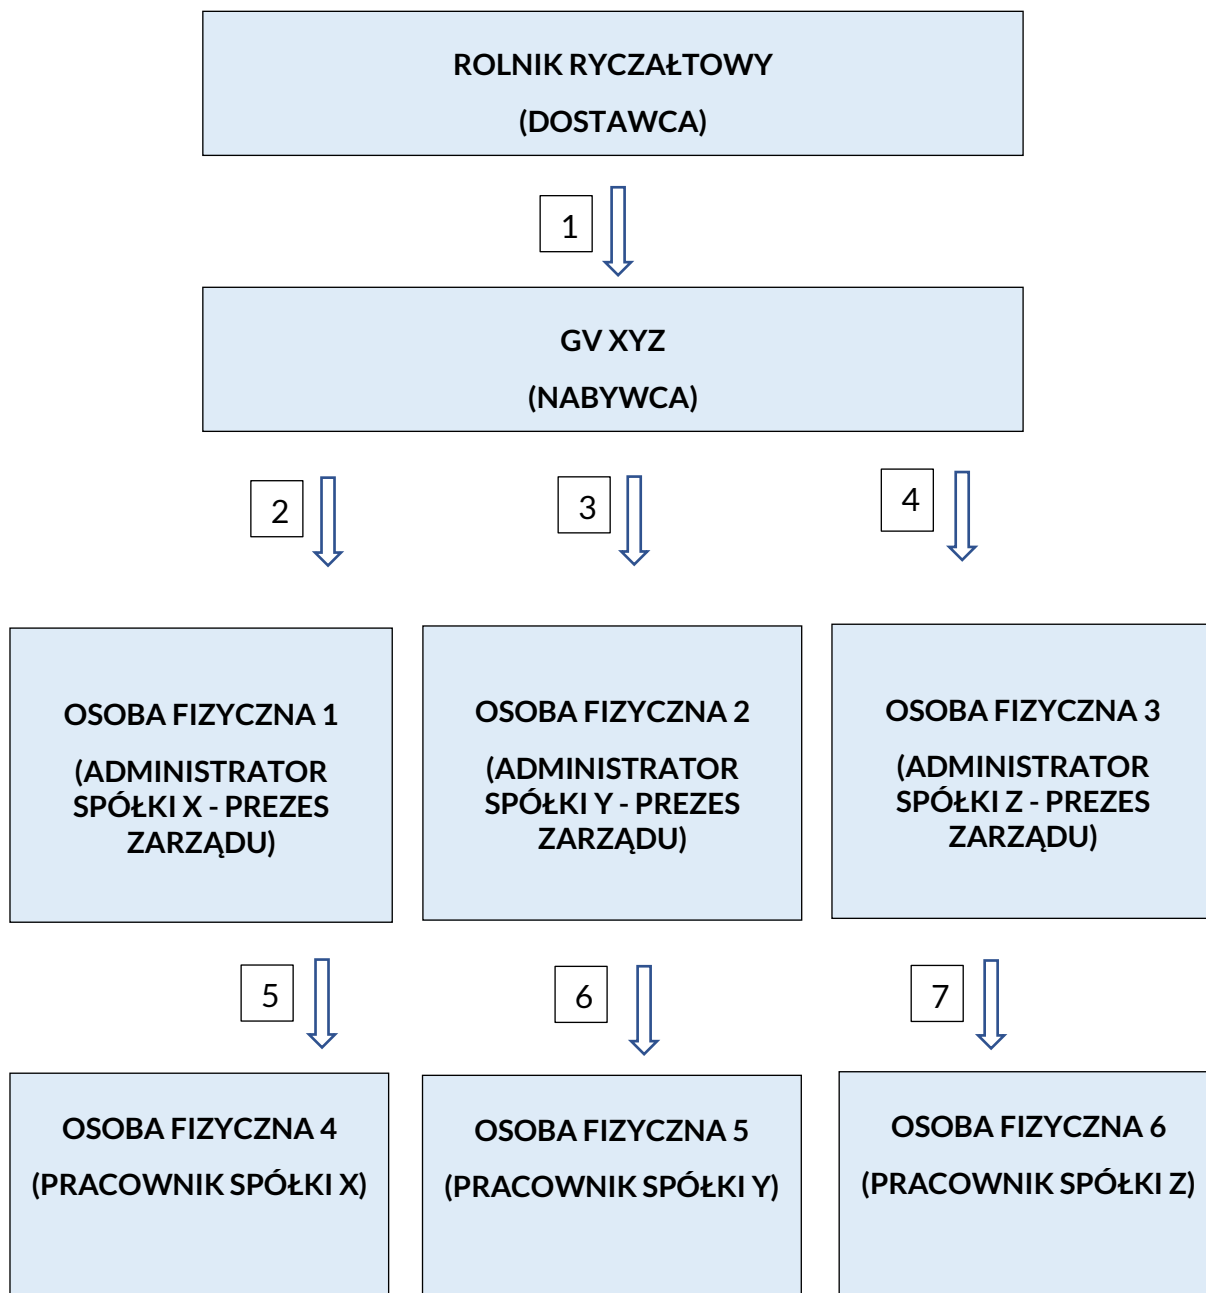 ROLNIK RYCZAŁTOWY
(DOSTAWCA)
1
GV XYZ
(NABYWCA)
2
3
4
OSOBA FIZYCZNA 1
(ADMINISTRATOR
SPÓŁKI X - PREZES
ZARZĄDU)
OSOBA FIZYCZNA 2
(ADMINISTRATOR
SPÓŁKI Y - PREZES
ZARZĄDU)
OSOBA FIZYCZNA 3
(ADMINISTRATOR
SPÓŁKI Z - PREZES
ZARZĄDU)
5
6
7
OSOBA FIZYCZNA 4
(PRACOWNIK SPÓŁKI X)
OSOBA FIZYCZNA 5
(PRACOWNIK SPÓŁKI Y)
OSOBA FIZYCZNA 6
(PRACOWNIK SPÓŁKI Z)